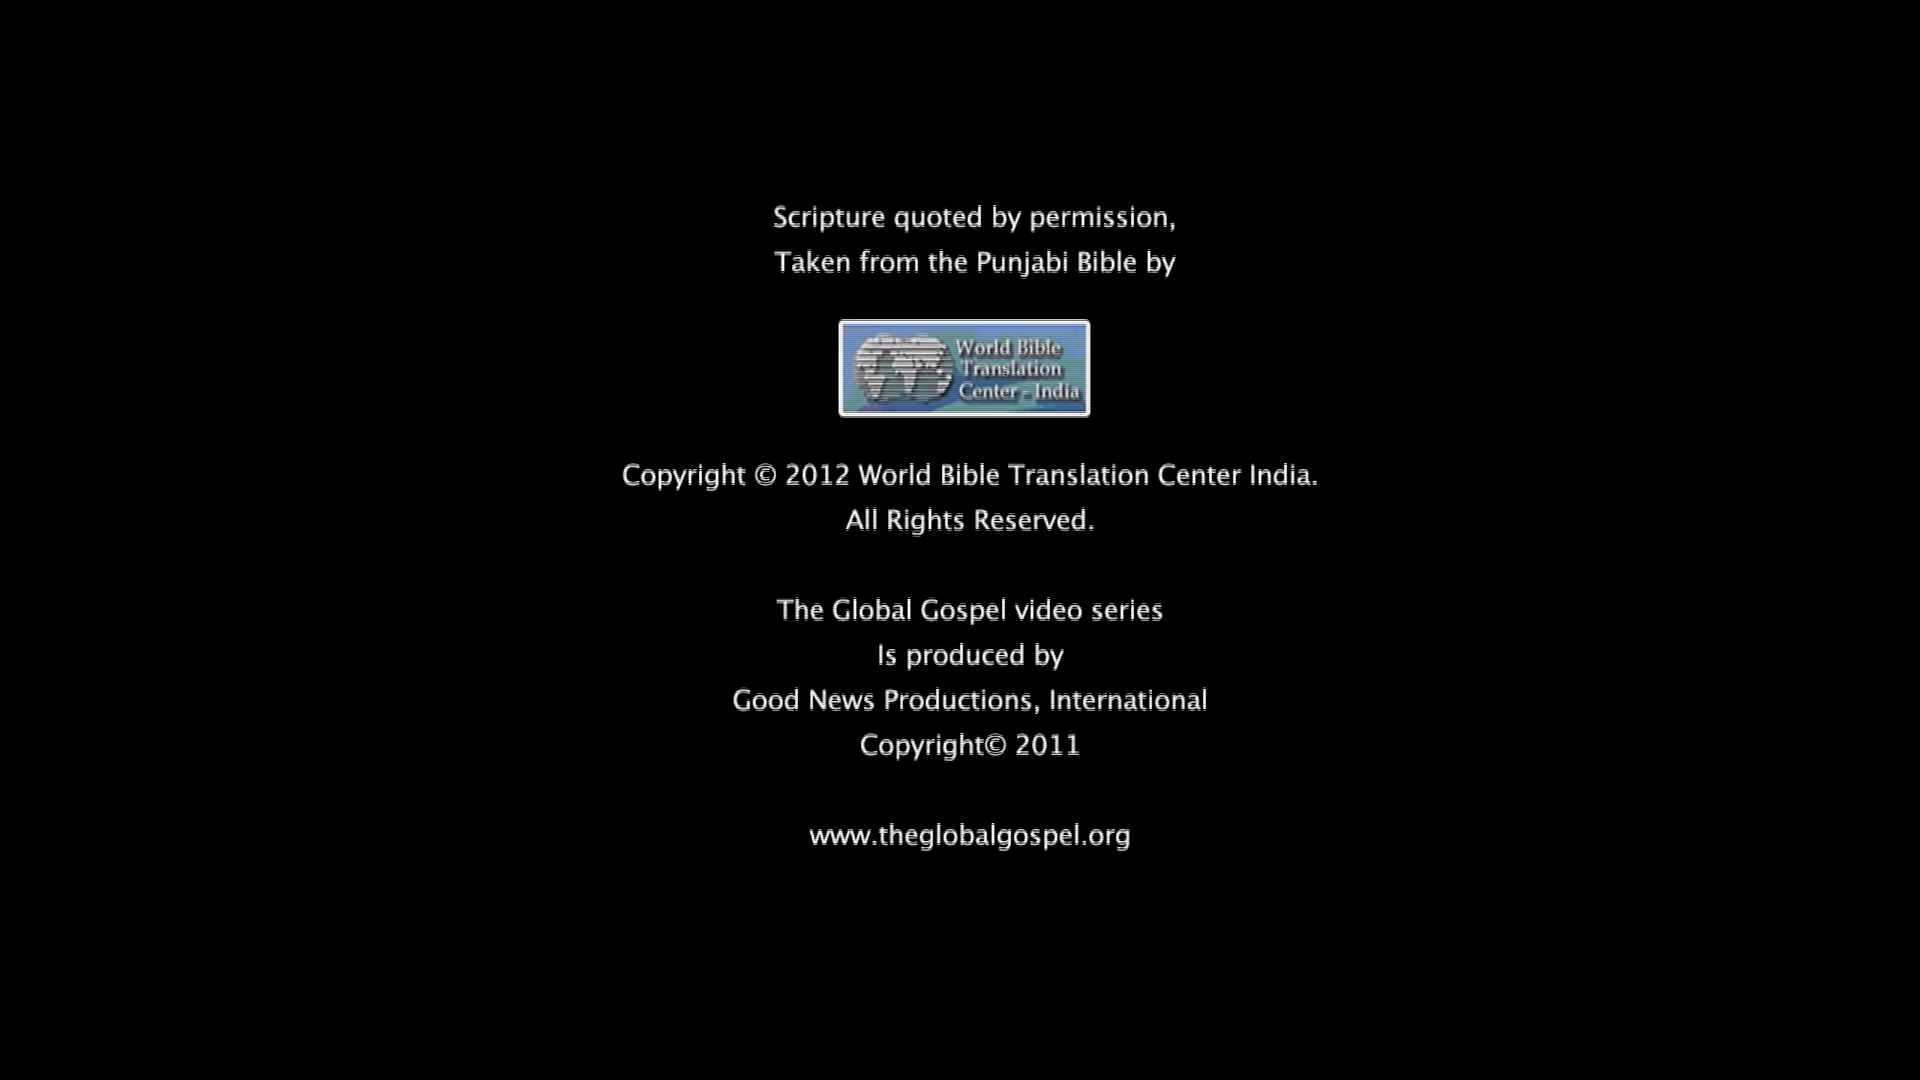 Scripture quoted by permission,
Taken from the Punjabi Bible by
World Bible
Translation
Center - India
Copyright © 2012 World Bible Translation Center India.
All Rights Reserved.
The Global Gospel video series
Is produced by
Good News Productions, International
Copyright© 2011
www.theglobalgospel.org